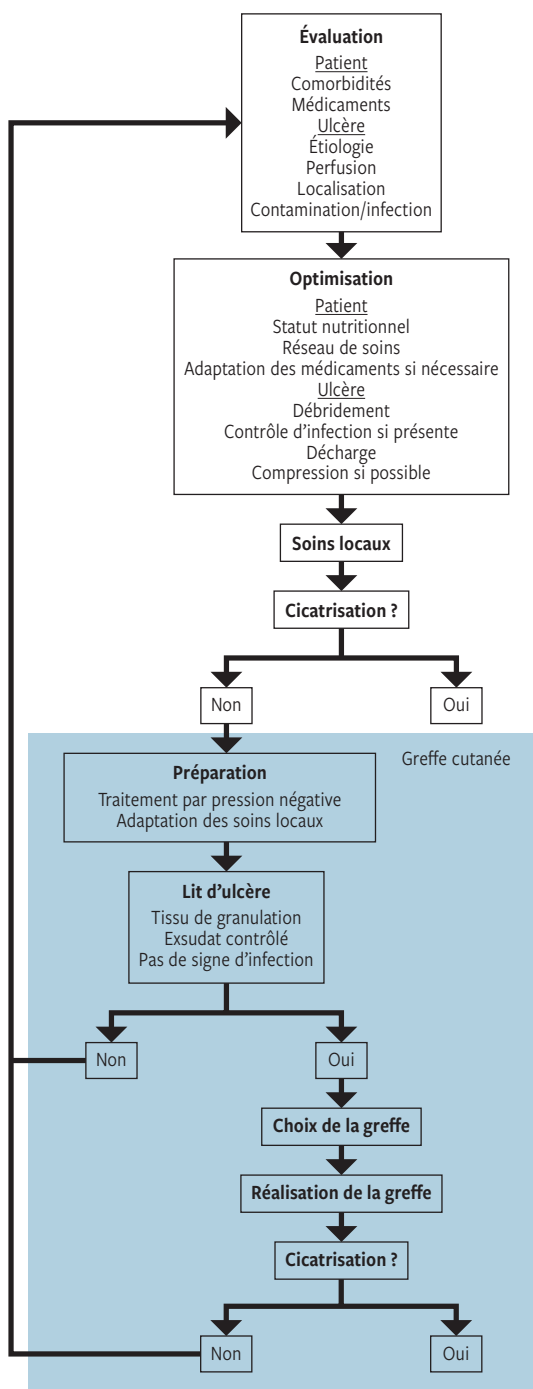 Évaluation
Patient
Comorbidités
Médicaments
Ulcère
Étiologie
Perfusion
Localisation
Contamination/infection
Optimisation
Patient
Statut nutritionnel
Réseau de soins
Adaptation des médicaments si nécessaire
Ulcère
Débridement
Contrôle d'infection si présente
Décharge
Compression si possible
Soins locaux
Cicatrisation ?
Non
Oui
Greffe cutanée
Préparation
Traitement par pression négative
Adaptation des soins locaux
Lit d'ulcère
Tissu de granulation
Exsudat contrôlé
Pas de signe d'infection
Non
Oui
Choix de la greffe
Réalisation de la greffe
Cicatrisation ?
Non
Oui